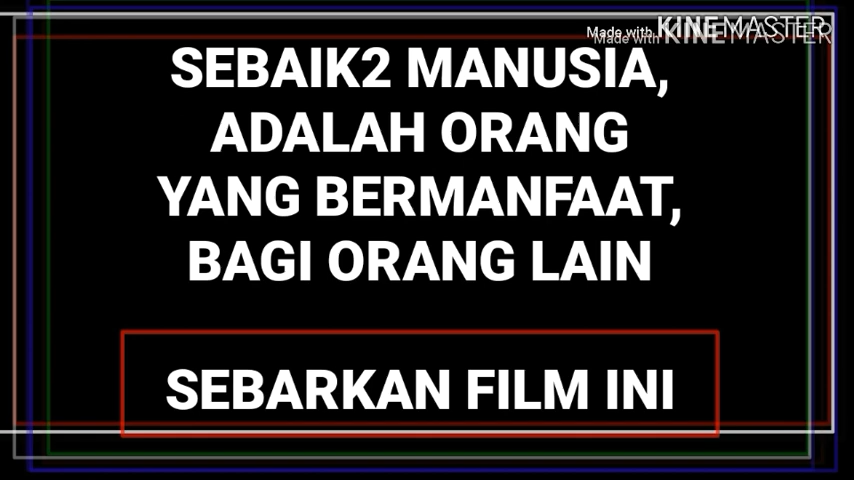 Made with KINEMASTER
Made with KINEMASTER
SEBAIK2 MANUSIA,
ADALAH ORANG
YANG BERMANFAAT,
BAGI ORANG LAIN
SEBARKAN FILM INI